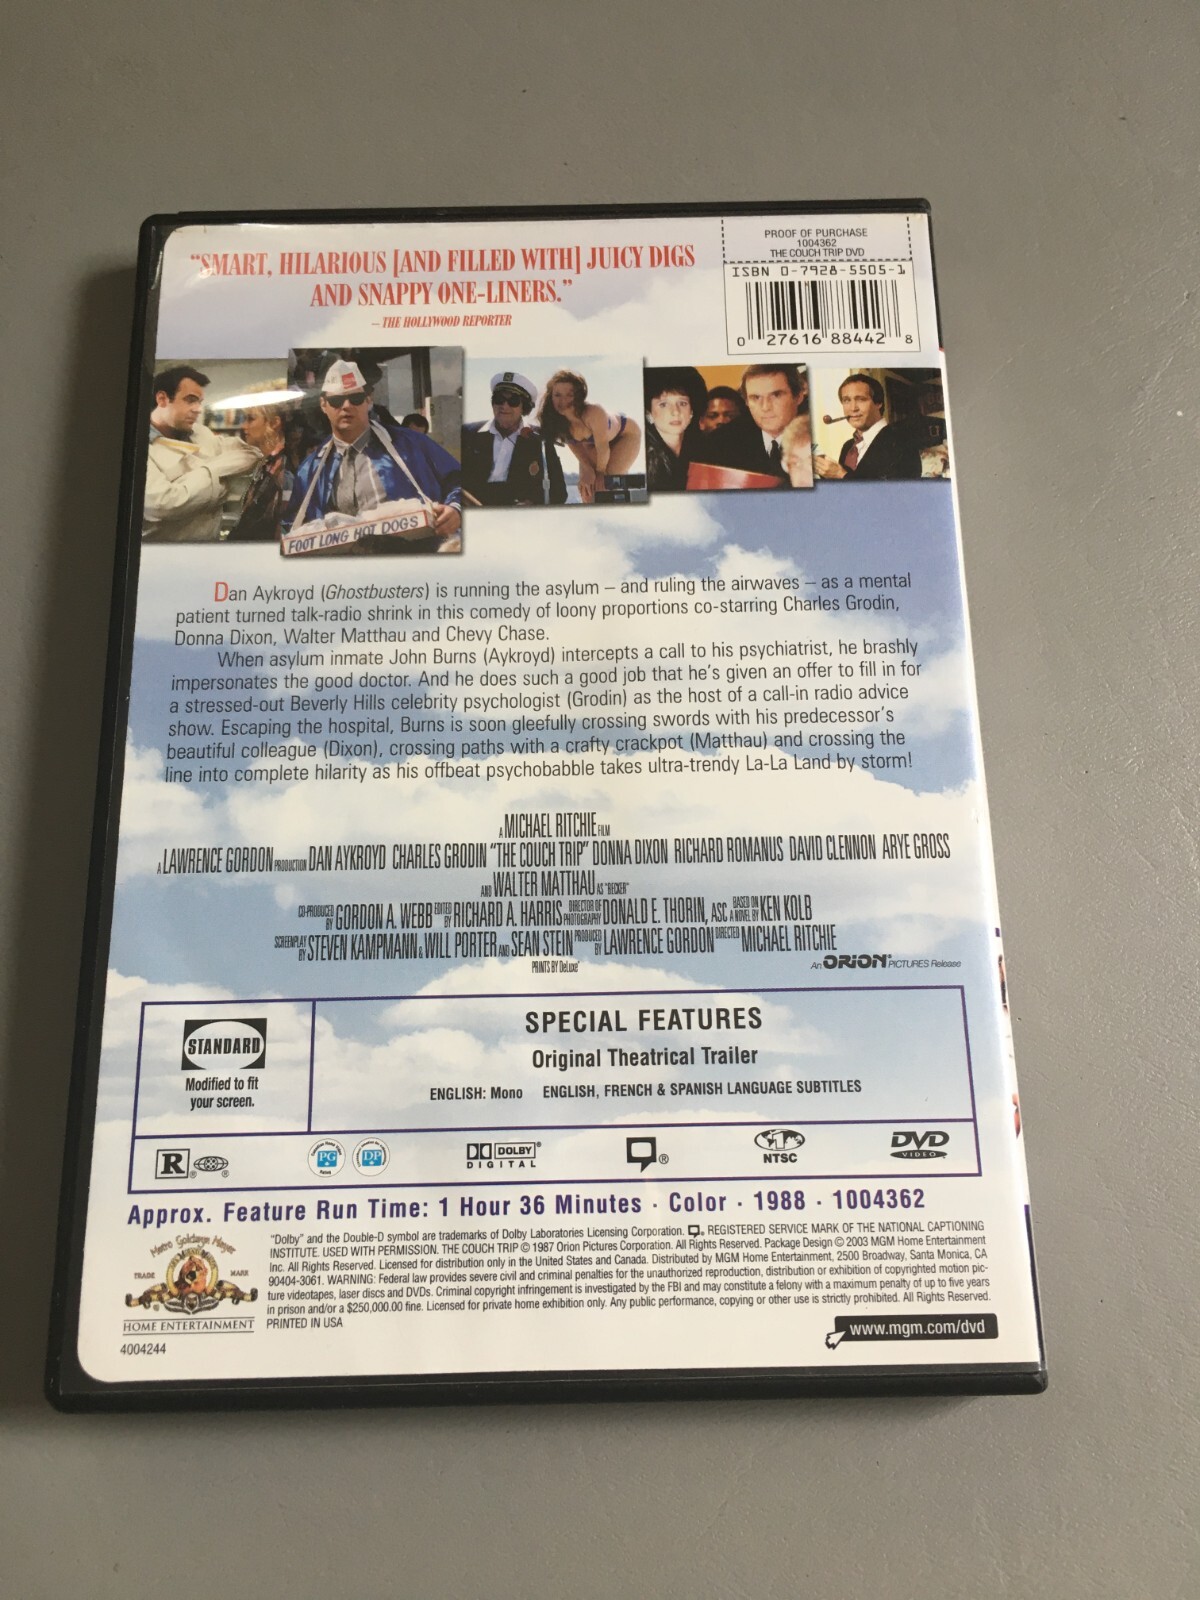 "SMART, HILARIOUS [AND FILLED WITH] JUICY DIGS
AND SNAPPY ONE-LINERS."
– THE HOLLYWOOD REPORTER
PROOF OF PURCHASE
1004362
THE COUCH TRIP DVD
ISBN 0-7928-5505-1
0 27616 88442 8
FOOT LONG HOT DOGS
Dan Aykroyd (Ghostbusters) is running the asylum – and ruling the airwaves – as a mental
patient turned talk-radio shrink in this comedy of loony proportions co-starring Charles Grodin,
Donna Dixon, Walter Matthau and Chevy Chase.
When asylum inmate John Burns (Aykroyd) intercepts a call to his psychiatrist, he brashly
impersonates the good doctor. And he does such a good job that he's given an offer to fill in for
a stressed-out Beverly Hills celebrity psychologist (Grodin) as the host of a call-in radio advice
show. Escaping the hospital, Burns is soon gleefully crossing swords with his predecessor's
beautiful colleague (Dixon), crossing paths with a crafty crackpot (Matthau) and crossing the
line into complete hilarity as his offbeat psychobabble takes ultra-trendy La-La Land by storm!
A MICHAEL RITCHIE FILM
A LAWRENCE GORDON PRODUCTION DAN AYKROYD CHARLES GRODIN "THE COUCH TRIP" DONNA DIXON RICHARD ROMANUS DAVID CLENNON ARYE GROSS
AND WALTER MATTHAU AS "BECKER"
CO-PRODUCED BY GORDON A. WEBB EDITED BY RICHARD A. HARRIS DIRECTOR OF PHOTOGRAPHY DONALD E. THORIN, ASC BASED ON A NOVEL BY KEN KOLB
SCREENPLAY BY STEVEN KAMPMANN & WILL PORTER AND SEAN STEIN PRODUCED BY LAWRENCE GORDON DIRECTED BY MICHAEL RITCHIE
PRINTS BY DeLuxe®
An ORION® PICTURES Release
STANDARD
Modified to fit
your screen.
SPECIAL FEATURES
Original Theatrical Trailer
ENGLISH: Mono ENGLISH, FRENCH & SPANISH LANGUAGE SUBTITLES
R ® ® PG DP DOLBY® DIGITAL ® 1 NTSC DVD VIDEO
Approx. Feature Run Time: 1 Hour 36 Minutes · Color · 1988 · 1004362
"Dolby" and the Double-D symbol are trademarks of Dolby Laboratories Licensing Corporation. ® REGISTERED SERVICE MARK OF THE NATIONAL CAPTIONING
INSTITUTE. USED WITH PERMISSION. THE COUCH TRIP © 1987 Orion Pictures Corporation. All Rights Reserved. Package Design © 2003 MGM Home Entertainment
Inc. All Rights Reserved. Licensed for distribution only in the United States and Canada. Distributed by MGM Home Entertainment, 2500 Broadway, Santa Monica, CA
90404-3061. WARNING: Federal law provides severe civil and criminal penalties for the unauthorized reproduction, distribution or exhibition of copyrighted motion pic-
ture videotapes, laser discs and DVDs. Criminal copyright infringement is investigated by the FBI and may constitute a felony with a maximum penalty of up to five years
in prison and/or a $250,000.00 fine. Licensed for private home exhibition only. Any public performance, copying or other use is strictly prohibited. All Rights Reserved.
PRINTED IN USA
Metro Goldwyn Mayer
TRADE MARK
HOME ENTERTAINMENT
4004244
www.mgm.com/dvd